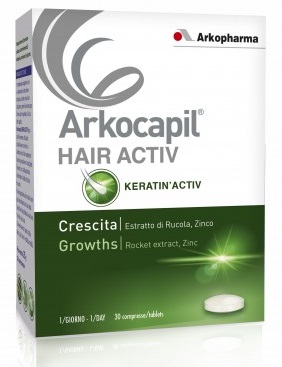 Arkopharma
Arkocapil®
HAIR ACTIV
KERATIN'ACTIV
Crescita | Estratto di Rucola, Zinco
Growths | Rocket extract, Zinc
1/GIORNO - 1/DAY 30 compresse/tablets